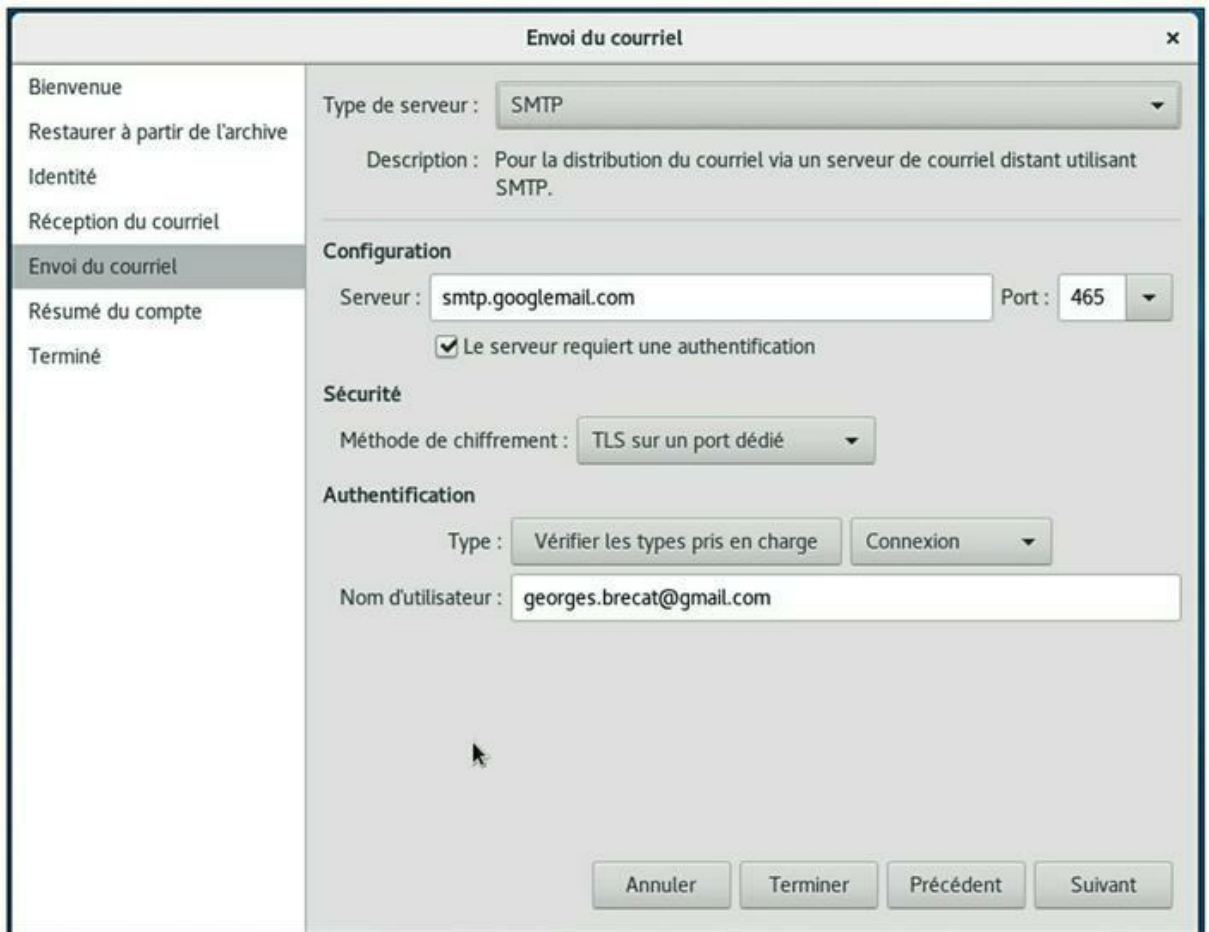 Envoi du courriel
×
Bienvenue
Restaurer à partir de l'archive
Identité
Réception du courriel
Envoi du courriel
Résumé du compte
Terminé
Type de serveur : SMTP
Description : Pour la distribution du courriel via un serveur de courriel distant utilisant
SMTP.
Configuration
Serveur : smtp.googlemail.com Port : 465
Le serveur requiert une authentification
Sécurité
Méthode de chiffrement : TLS sur un port dédié
Authentification
Type : Vérifier les types pris en charge Connexion
Nom d'utilisateur : georges.brecat@gmail.com
Annuler Terminer Précédent Suivant